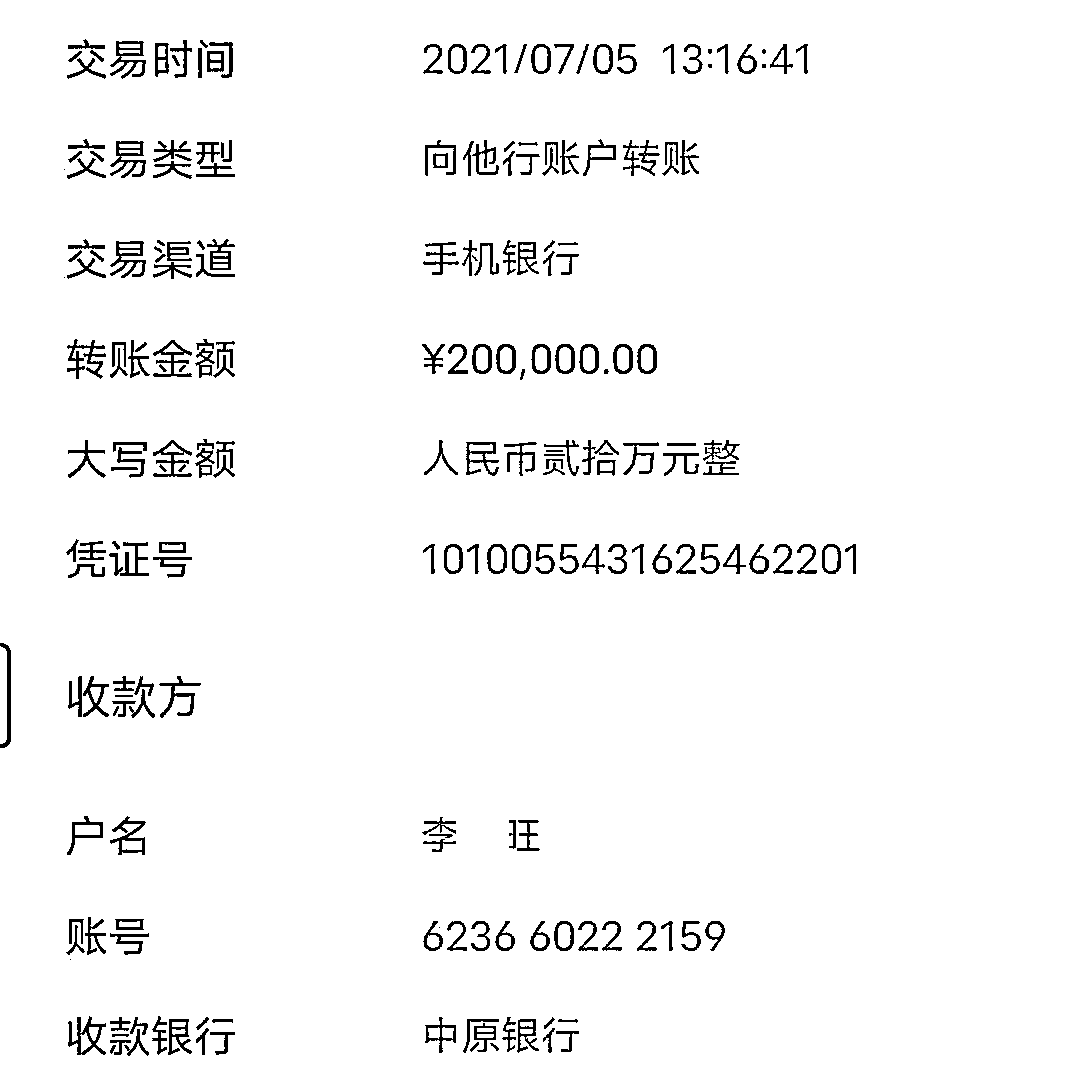 交易时间 2021/07/05 13:16:41
交易类型 向他行账户转账
交易渠道 手机银行
转账金额 ¥200,000.00
大写金额 人民币贰拾万元整
凭证号 1010055431625462201
收款方
户名 李
账号 6236 6022 2159
收款银行 中原银行